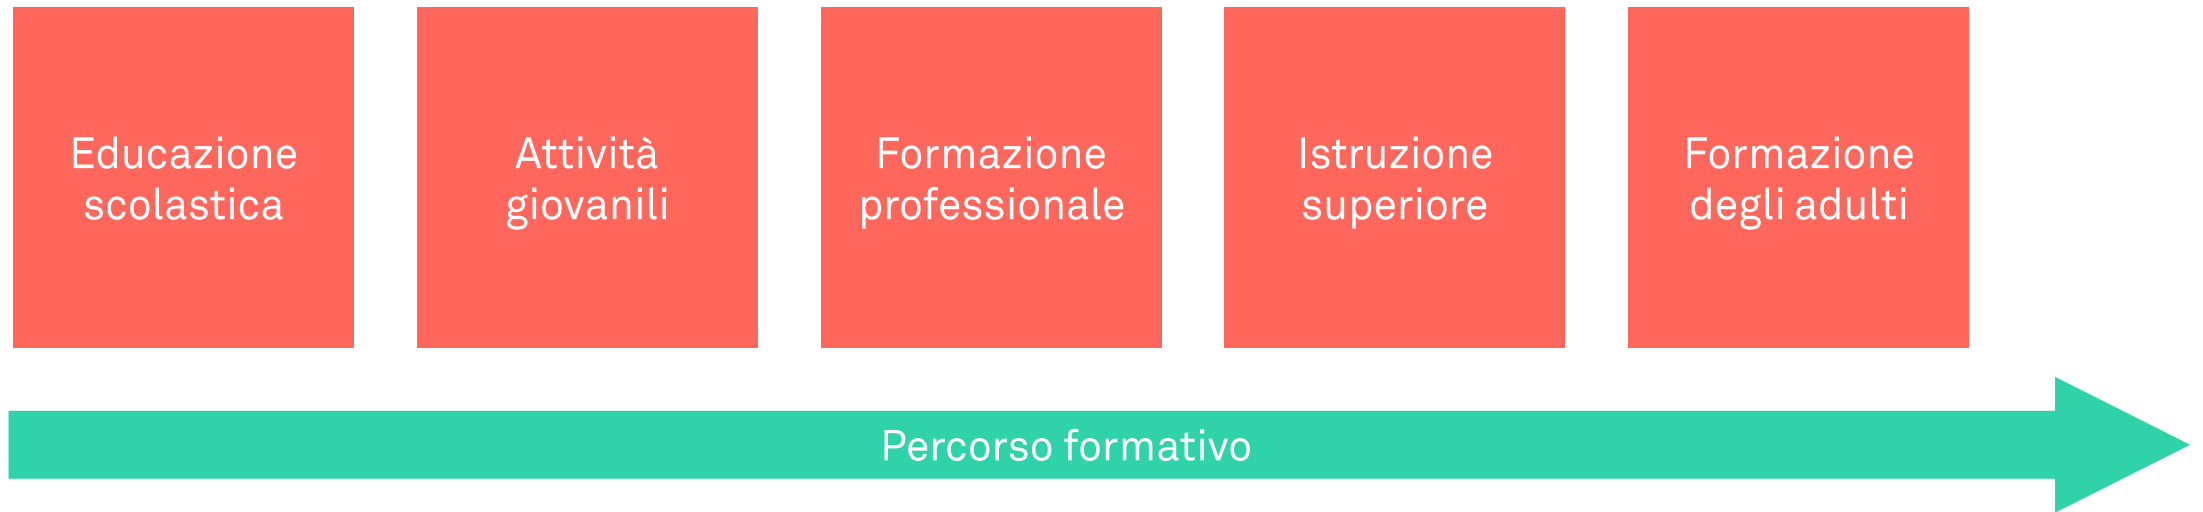 Educazione
scolastica
Attività
giovanili
Formazione
professionale
Istruzione
superiore
Formazione
degli adulti
Percorso formativo